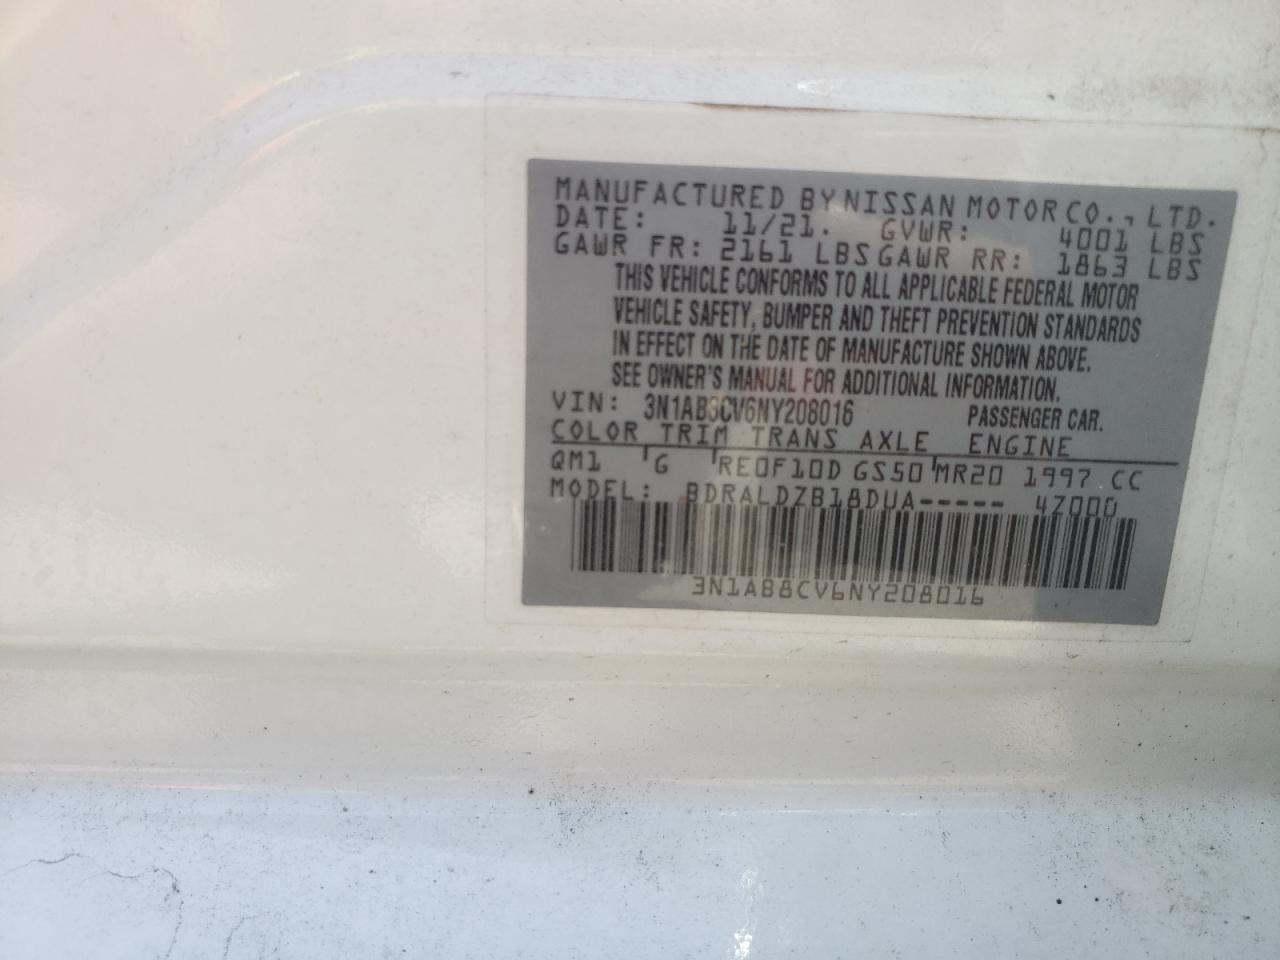 MANUFACTURED BY NISSAN MOTOR CO., LTD.
DATE: 11/21. GVWR: 4001 LBS
GAWR FR: 2161 LBS GAWR RR: 1863 LBS
THIS VEHICLE CONFORMS TO ALL APPLICABLE FEDERAL MOTOR
VEHICLE SAFETY, BUMPER AND THEFT PREVENTION STANDARDS
IN EFFECT ON THE DATE OF MANUFACTURE SHOWN ABOVE.
SEE OWNER'S MANUAL FOR ADDITIONAL INFORMATION.
VIN: 3N1AB8CV6NY208016 PASSENGER CAR.
COLOR TRIM TRANS AXLE ENGINE
QM1 G RE0F10D GS50 MR20 1997 CC
MODEL: BDRALDZB18DUA----- 4Z000
3N1AB8CV6NY208016